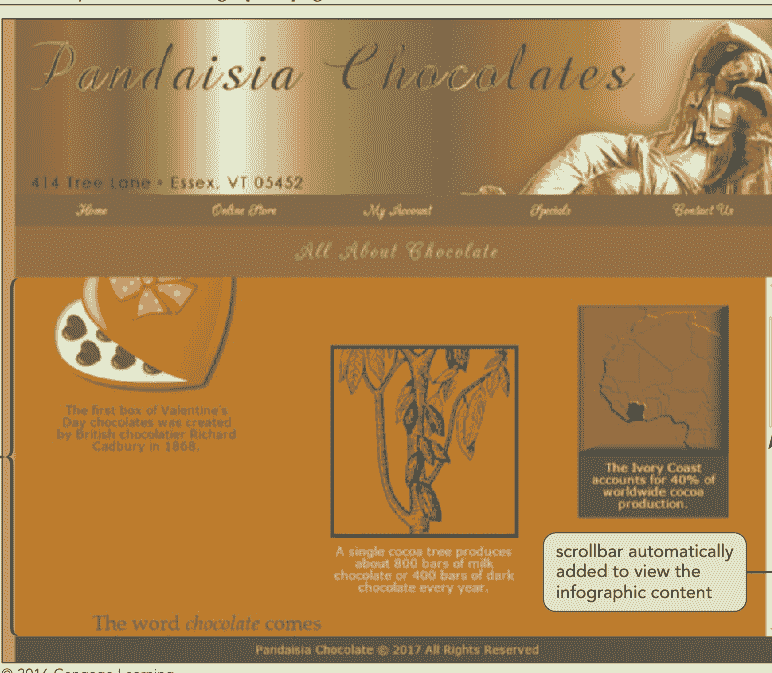 Pandaisia Chocolates
414 Tree Lane • Essex, VT 05452
Home Online Store My Account Specials Contact Us
All About Chocolate
The first box of Valentine's
Day chocolates was created
by British chocolatier Richard
Cadbury in 1868.
A single cocoa tree produces
about 800 bars of milk
chocolate or 400 bars of dark
chocolate every year.
The Ivory Coast
accounts for 40% of
worldwide cocoa
production.
scrollbar automatically
added to view the
infographic content
The word chocolate comes
Pandaisia Chocolate © 2017 All Rights Reserved
© 2016 Cengage Learning